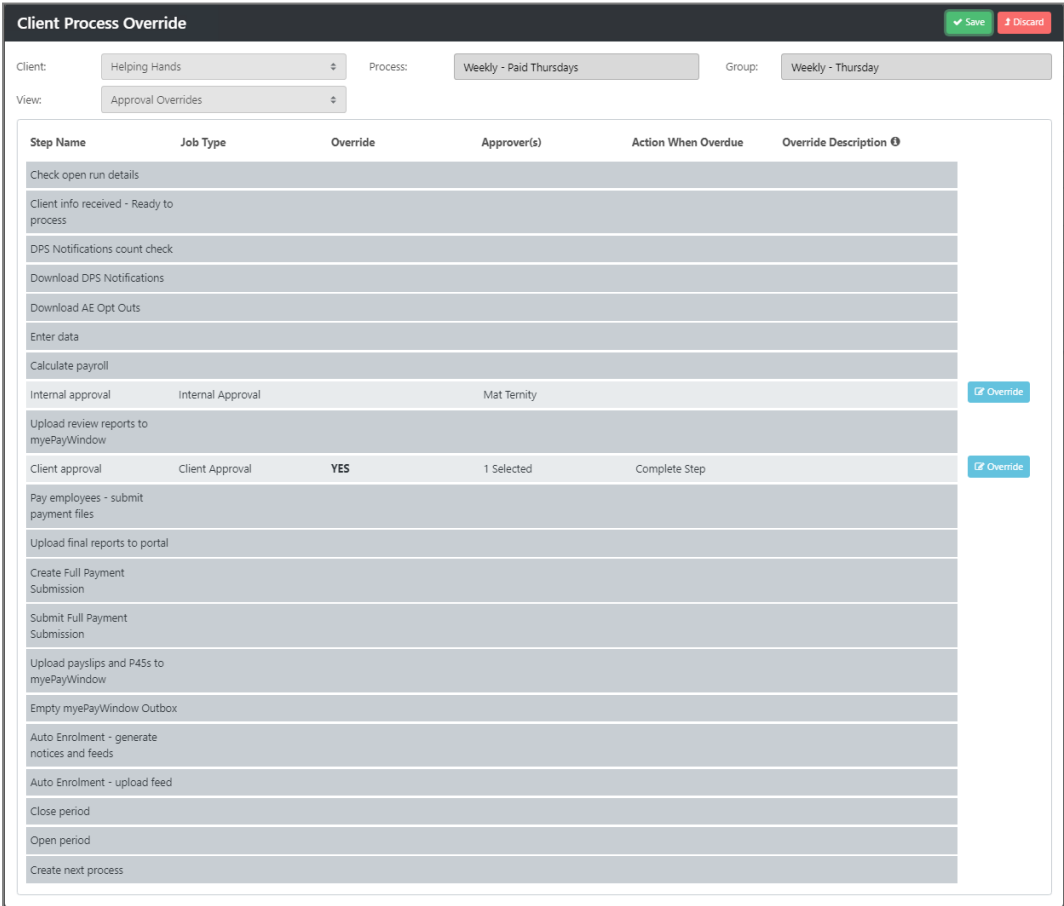 Client Process Override
Save
Discard
Client:
Helping Hands
Process:
Weekly - Paid Thursdays
Group:
Weekly - Thursday
View:
Approval Overrides
Step Name Job Type Override Approver(s) Action When Overdue Override Description
Check open run details
Client info received - Ready to
process
DPS Notifications count check
Download DPS Notifications
Download AE Opt Outs
Enter data
Calculate payroll
Internal approval Internal Approval Mat Ternity Override
Upload review reports to
myePayWindow
Client approval Client Approval YES 1 Selected Complete Step Override
Pay employees - submit
payment files
Upload final reports to portal
Create Full Payment
Submission
Submit Full Payment
Submission
Upload payslips and P45s to
myePayWindow
Empty myePayWindow Outbox
Auto Enrolment - generate
notices and feeds
Auto Enrolment - upload feed
Close period
Open period
Create next process